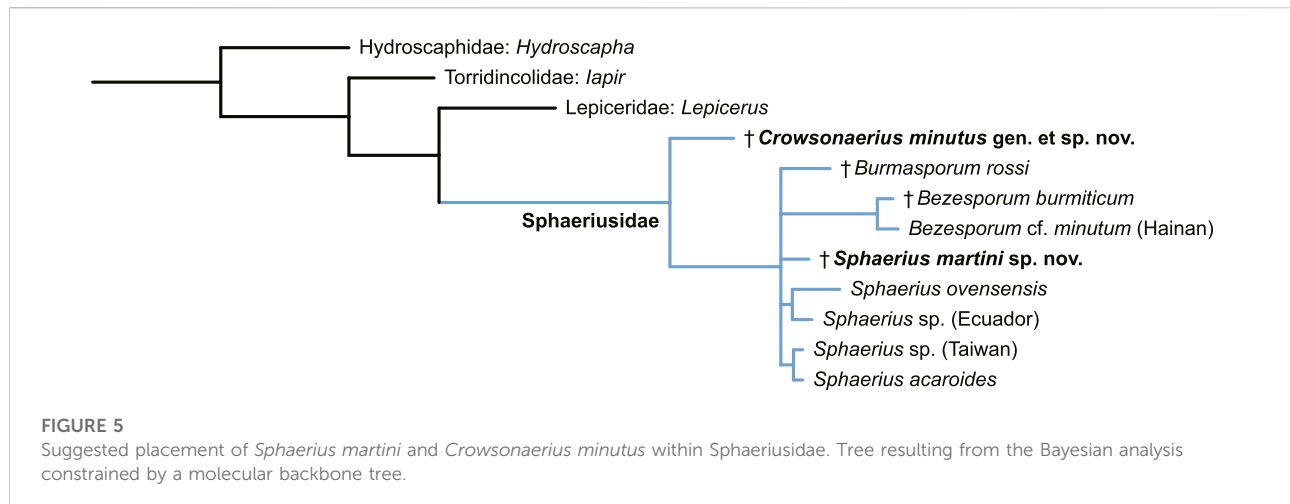 Hydroscaphidae: Hydroscapha
Torridincolidae: Iapir
Lepiceridae: Lepicerus
†Crowsonaerius minutus gen. et sp. nov.
†Burmasporum rossi
†Bezesporum burmiticum
Sphaeriusidae
Bezesporum cf. minutum (Hainan)
†Sphaerius martini sp. nov.
Sphaerius ovensensis
Sphaerius sp. (Ecuador)
Sphaerius sp. (Taiwan)
Sphaerius acaroides
FIGURE 5
Suggested placement of Sphaerius martini and Crowsonaerius minutus within Sphaeriusidae. Tree resulting from the Bayesian analysis
constrained by a molecular backbone tree.